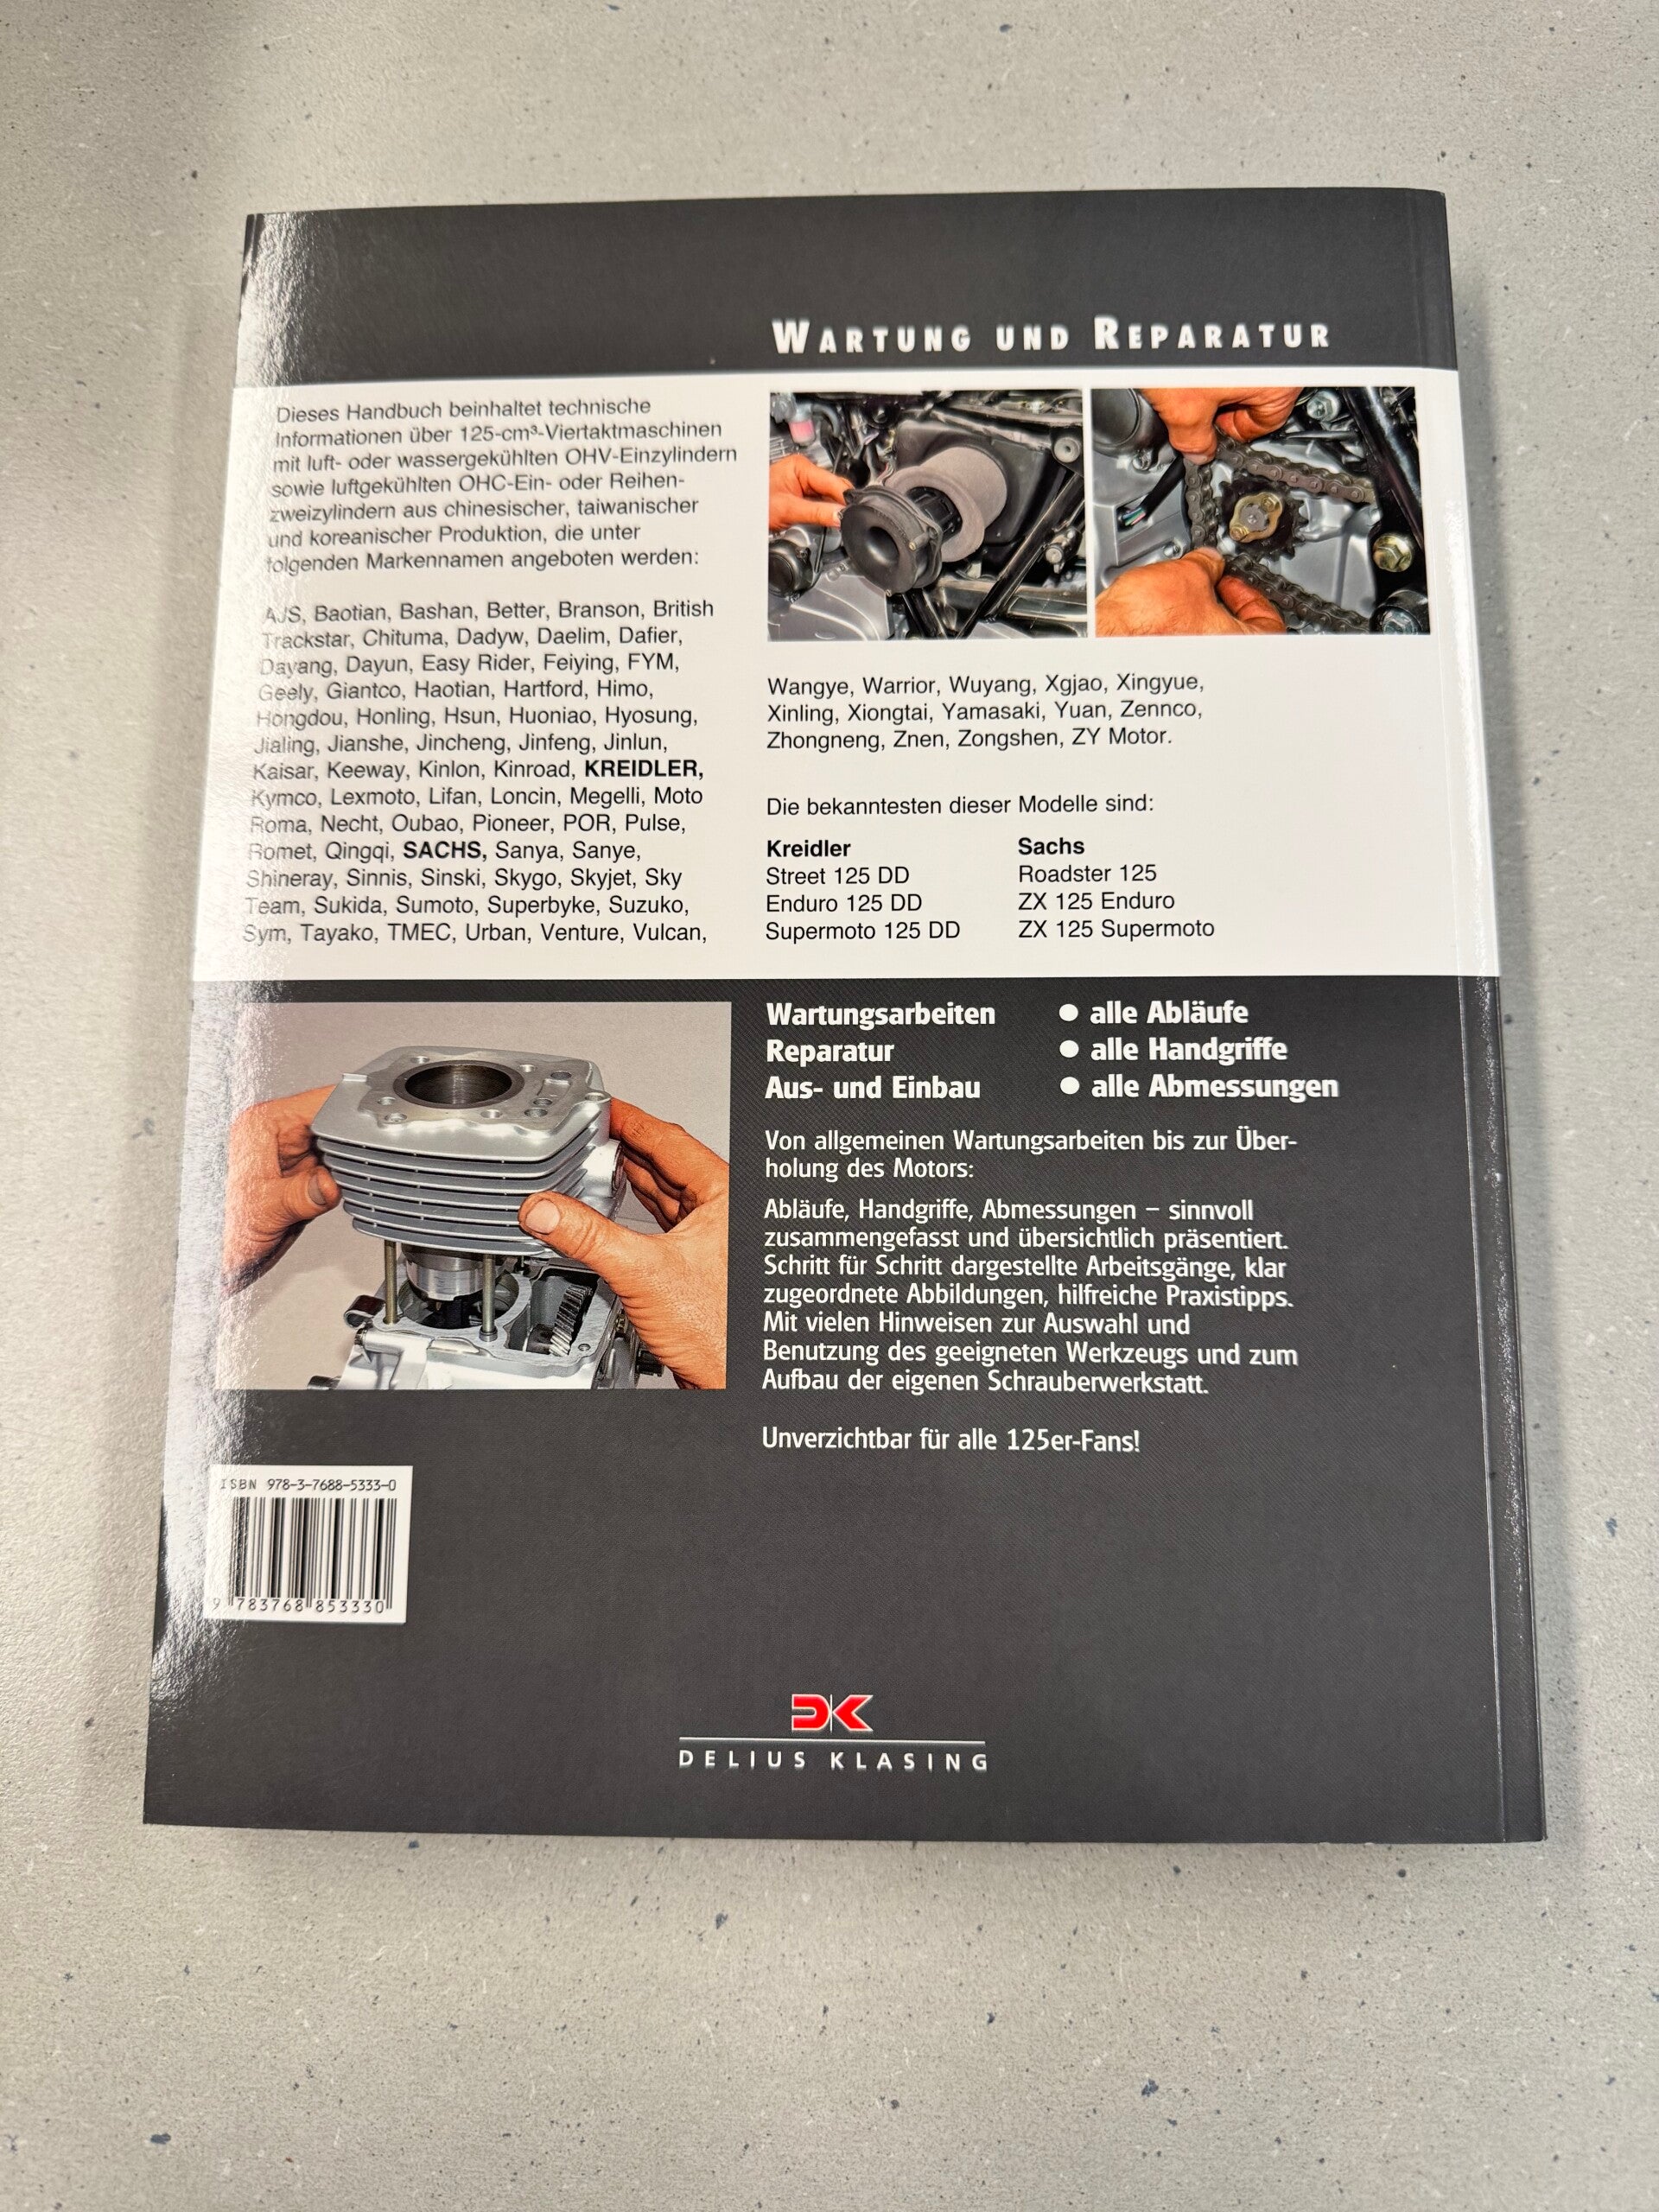 WARTUNG UND REPARATUR
Dieses Handbuch beinhaltet technische
Informationen über 125-cm³-Viertaktmaschinen
mit luft- oder wassergekühlten OHV-Einzylindern
sowie luftgekühlten OHC-Ein- oder Reihen-
zweizylindern aus chinesischer, taiwanischer
und koreanischer Produktion, die unter
folgenden Markennamen angeboten werden:
AJS, Baotian, Bashan, Better, Branson, British
Trackstar, Chituma, Dadyw, Daelim, Dafier,
Dayang, Dayun, Easy Rider, Feiying, FYM,
Geely, Giantco, Haotian, Hartford, Himo,
Hongdou, Honling, Hsun, Huoniao, Hyosung,
Jialing, Jianshe, Jincheng, Jinfeng, Jinlun,
Kaisar, Keeway, Kinlon, Kinroad, KREIDLER,
Kymco, Lexmoto, Lifan, Loncin, Megelli, Moto
Roma, Necht, Oubao, Pioneer, POR, Pulse,
Romet, Qingqi, SACHS, Sanya, Sanye,
Shineray, Sinnis, Sinski, Skygo, Skyjet, Sky
Team, Sukida, Sumoto, Superbyke, Suzuko,
Sym, Tayako, TMEC, Urban, Venture, Vulcan,
Wangye, Warrior, Wuyang, Xgjao, Xingyue,
Xinling, Xiongtai, Yamasaki, Yuan, Zennco,
Zhongneng, Znen, Zongshen, ZY Motor.
Die bekanntesten dieser Modelle sind:
Kreidler
Street 125 DD
Enduro 125 DD
Supermoto 125 DD
Sachs
Roadster 125
ZX 125 Enduro
ZX 125 Supermoto
Wartungsarbeiten ● alle Abläufe
Reparatur ● alle Handgriffe
Aus- und Einbau ● alle Abmessungen
Von allgemeinen Wartungsarbeiten bis zur Über-
holung des Motors:
Abläufe, Handgriffe, Abmessungen – sinnvoll
zusammengefasst und übersichtlich präsentiert.
Schritt für Schritt dargestellte Arbeitsgänge, klar
zugeordnete Abbildungen, hilfreiche Praxistipps.
Mit vielen Hinweisen zur Auswahl und
Benutzung des geeigneten Werkzeugs und zum
Aufbau der eigenen Schrauberwerkstatt.
Unverzichtbar für alle 125er-Fans!
ISBN 978-3-7688-5333-0
9 783768 853330
DK
DELIUS KLASING